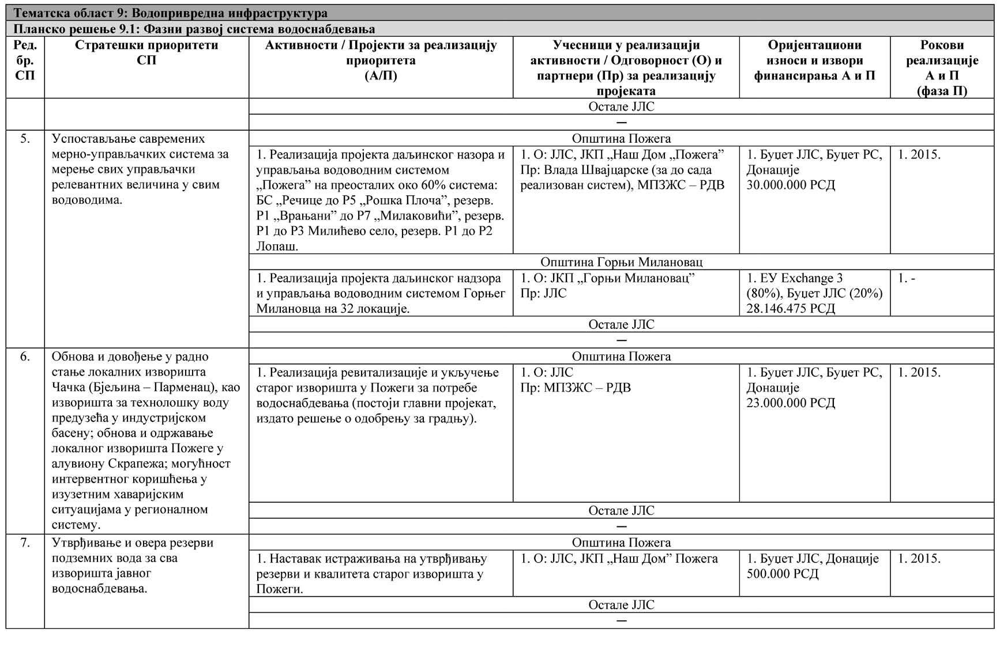 Тематска област 9: Водопривредна инфраструктура
Планско решење 9.1: Фазни развој система водоснабдевања
Ред.
бр.
СП
Стратешки приоритети
СП
Активности / Пројекти за реализацију
приоритета
(А/П)
Учесници у реализацији
активности / Одговорност (О) и
партнери (Пр) за реализацију
пројеката
Оријентациони
износи и извори
финансирања А и П
Рокови
реализације
А и П
(фаза П)
Остале ЈЛС
—
5.
Успостављање савремених
мерно-управљачких система за
мерење свих управљачки
релевантних величина у свим
водоводима.
Општина Пожега
1. Реализација пројекта даљинског назора и
управљања водоводним системом
„Пожега” на преосталих око 60% система:
БС „Речице до Р5 „Рошка Плоча”, резерв.
Р1 „Врањани” до Р7 „Милаковићи”, резерв.
Р1 до Р3 Милићево село, резерв. Р1 до Р2
Лопаш.
1. О: ЈЛС, ЈКП „Наш Дом „Пожега”
Пр: Влада Швајцарске (за до сада
реализован систем), МПЗЖС – РДВ
1. Буџет ЈЛС, Буџет РС,
Донације
30.000.000 РСД
1. 2015.
Општина Горњи Милановац
1. Реализација пројекта даљинског надзора
и управљања водоводним системом Горњег
Милановца на 32 локације.
1. О: ЈКП „Горњи Милановац”
Пр: ЈЛС
1. ЕУ Exchange 3
(80%), Буџет ЈЛС (20%)
28.146.475 РСД
1. -
Остале ЈЛС
—
6.
Обнова и довођење у радно
стање локалних изворишта
Чачка (Бјељина – Парменац), као
изворишта за технолошку воду
предузећа у индустријском
басену; обнова и одржавање
локалног изворишта Пожеге у
алувиону Скрапежа; могућност
интервентног коришћења у
изузетним хаваријским
ситуацијама у регионалном
систему.
Општина Пожега
1. Реализација ревитализације и укључење
старог изворишта у Пожеги за потребе
водоснабдевања (постоји главни пројекат,
издато решење о одобрењу за градњу).
1. О: ЈЛС
Пр: МПЗЖС – РДВ
1. Буџет ЈЛС, Буџет РС,
Донације
23.000.000 РСД
1. 2015.
Остале ЈЛС
—
7.
Утврђивање и овера резерви
подземних вода за сва
изворишта јавног
водоснабдевања.
Општина Пожега
1. Наставак истраживања на утврђивању
резерви и квалитета старог изворишта у
Пожеги.
1. О: ЈЛС, ЈКП „Наш Дом” Пожега
1. Буџет ЈЛС, Донације
500.000 РСД
1. 2015.
Остале ЈЛС
—